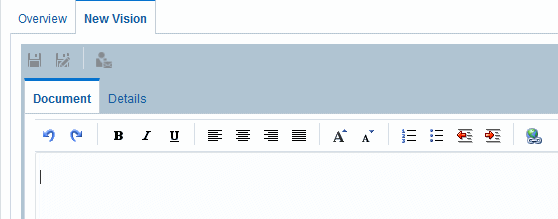 Overview New Vision
Document Details
B I U A A